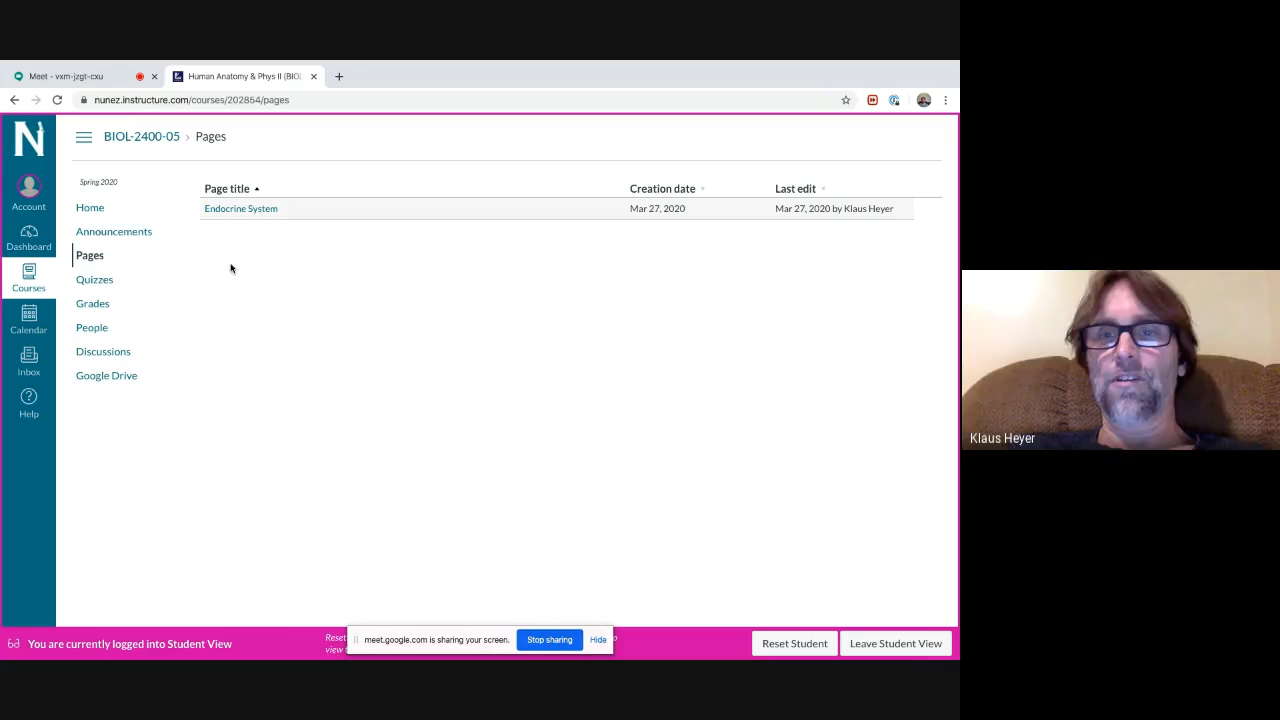 Meet - vxm-jzgt-cxu
Human Anatomy & Phys II (BIOL
nunez.instructure.com/courses/202854/pages
N
BIOL-2400-05 › Pages
Spring 2020
Page title
Creation date
Last edit
Endocrine System
Mar 27, 2020
Mar 27, 2020 by Klaus Heyer
Account
Dashboard
Courses
Calendar
Inbox
Help
Home
Announcements
Pages
Quizzes
Grades
People
Discussions
Google Drive
Klaus Heyer
You are currently logged into Student View
Reset
view
meet.google.com is sharing your screen.
Stop sharing
Hide
Reset Student
Leave Student View